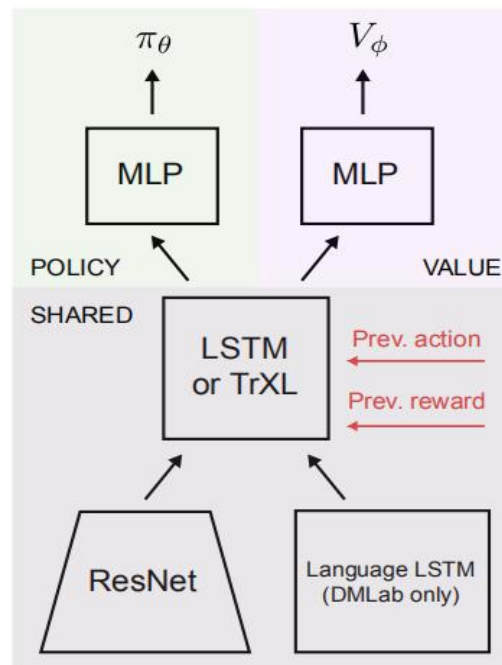 π_θ V_ϕ
MLP MLP
POLICY VALUE
SHARED
LSTM
or TrXL
Prev. action
Prev. reward
ResNet
Language LSTM
(DMLab only)